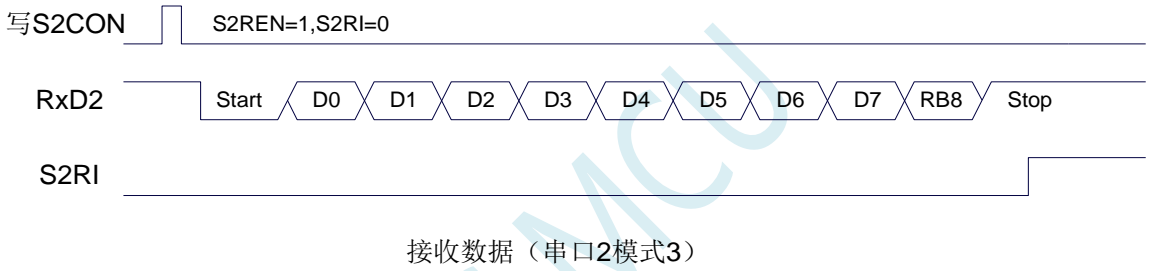 写S2CON S2REN=1,S2RI=0
RxD2 Start D0 D1 D2 D3 D4 D5 D6 D7 RB8 Stop
S2RI
接收数据（串口2模式3）
MCU